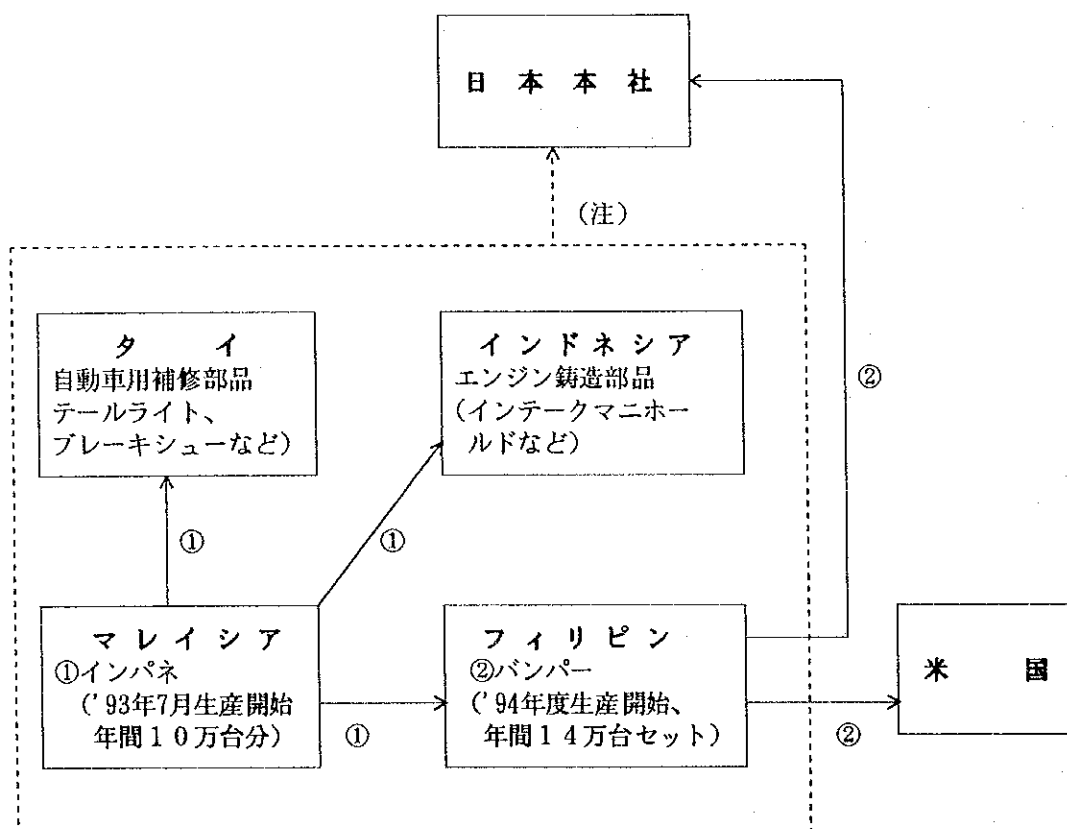 日本本社
(注)
タイ
自動車用補修部品
テールライト、
ブレーキシューなど)
インドネシア
エンジン鋳造部品
(インテークマニホー
ルドなど)
②
①
①
マレイシア
①インパネ
('93年7月生産開始
年間10万台分)
①
フィリピン
②バンパー
('94年度生産開始、
年間14万台セット)
②
米国